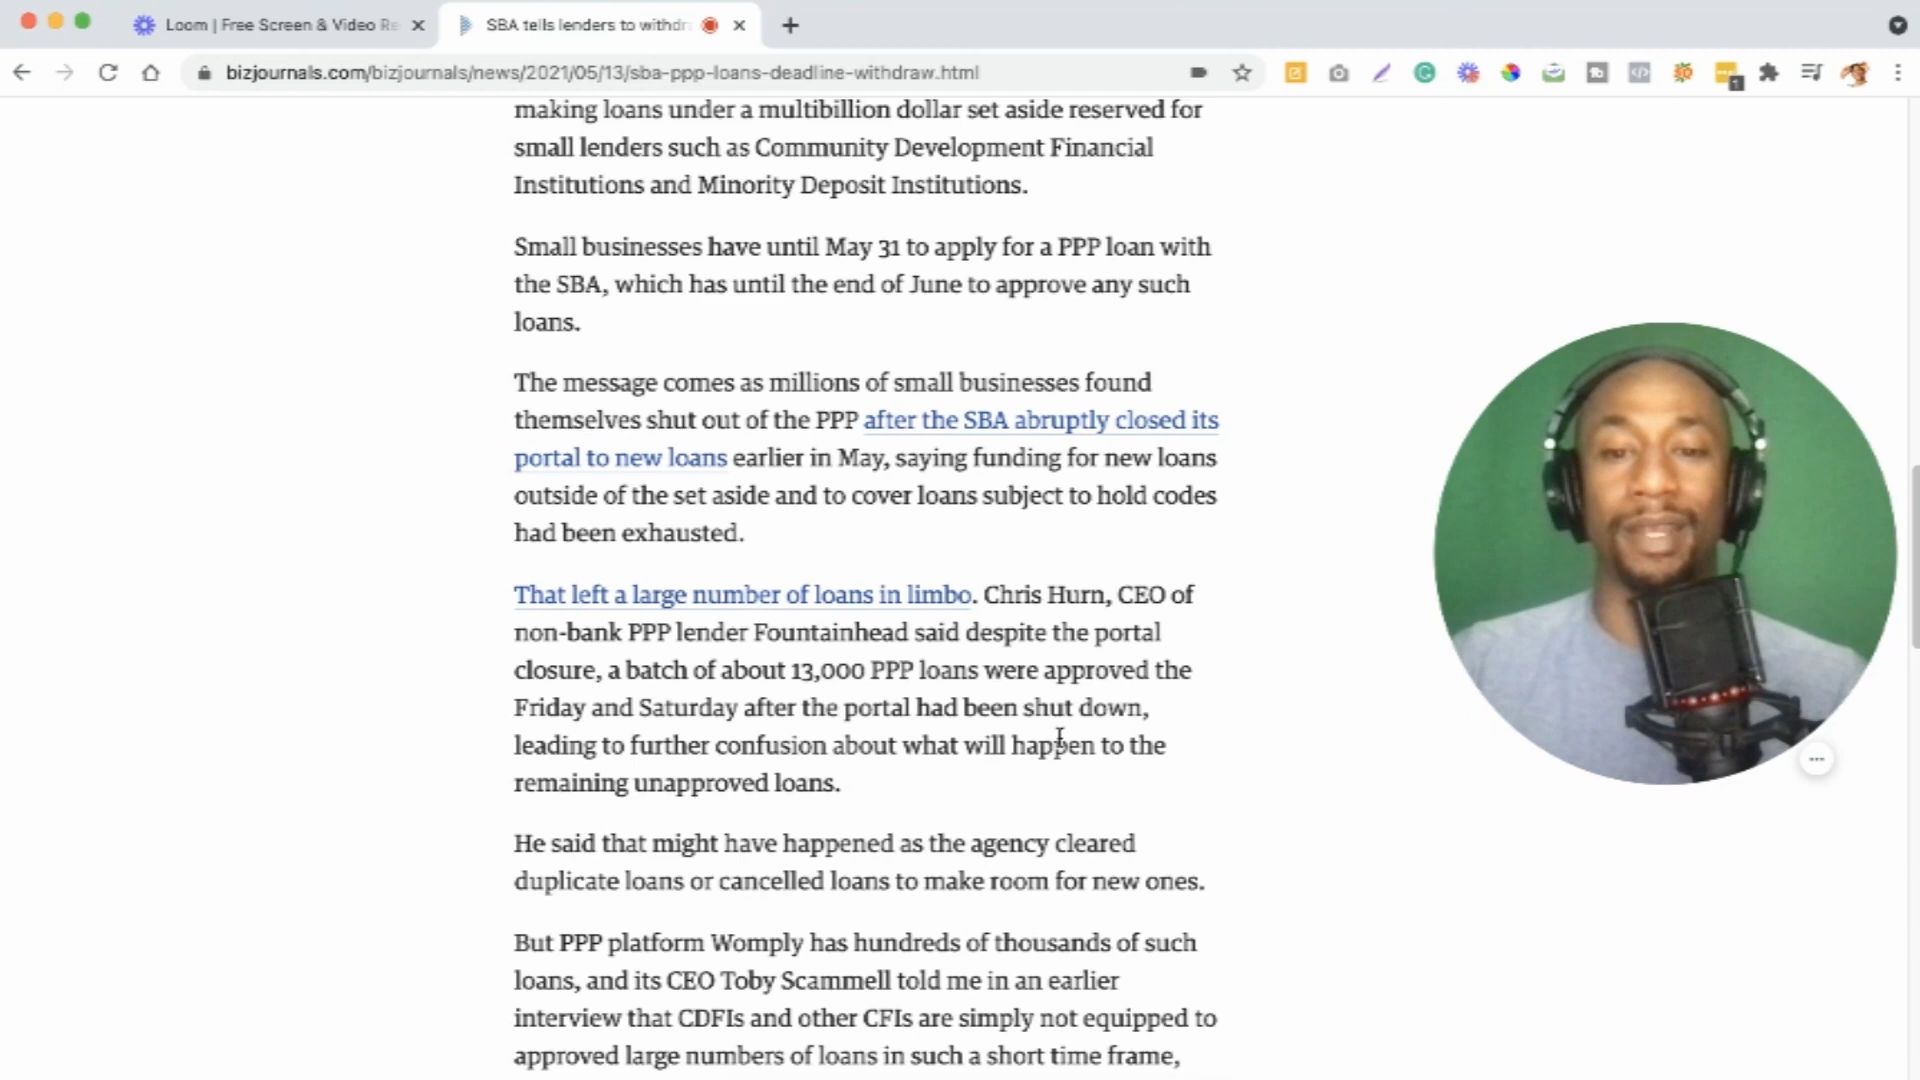 Loom | Free Screen & Video Re
SBA tells lenders to withdr
bizjournals.com/bizjournals/news/2021/05/13/sba-ppp-loans-deadline-withdraw.html
making loans under a multibillion dollar set aside reserved for
small lenders such as Community Development Financial
Institutions and Minority Deposit Institutions.
Small businesses have until May 31 to apply for a PPP loan with
the SBA, which has until the end of June to approve any such
loans.
The message comes as millions of small businesses found
themselves shut out of the PPP after the SBA abruptly closed its
portal to new loans earlier in May, saying funding for new loans
outside of the set aside and to cover loans subject to hold codes
had been exhausted.
That left a large number of loans in limbo. Chris Hurn, CEO of
non-bank PPP lender Fountainhead said despite the portal
closure, a batch of about 13,000 PPP loans were approved the
Friday and Saturday after the portal had been shut down,
leading to further confusion about what will happen to the
remaining unapproved loans.
He said that might have happened as the agency cleared
duplicate loans or cancelled loans to make room for new ones.
But PPP platform Womply has hundreds of thousands of such
loans, and its CEO Toby Scammell told me in an earlier
interview that CDFIs and other CFIs are simply not equipped to
approved large numbers of loans in such a short time frame,